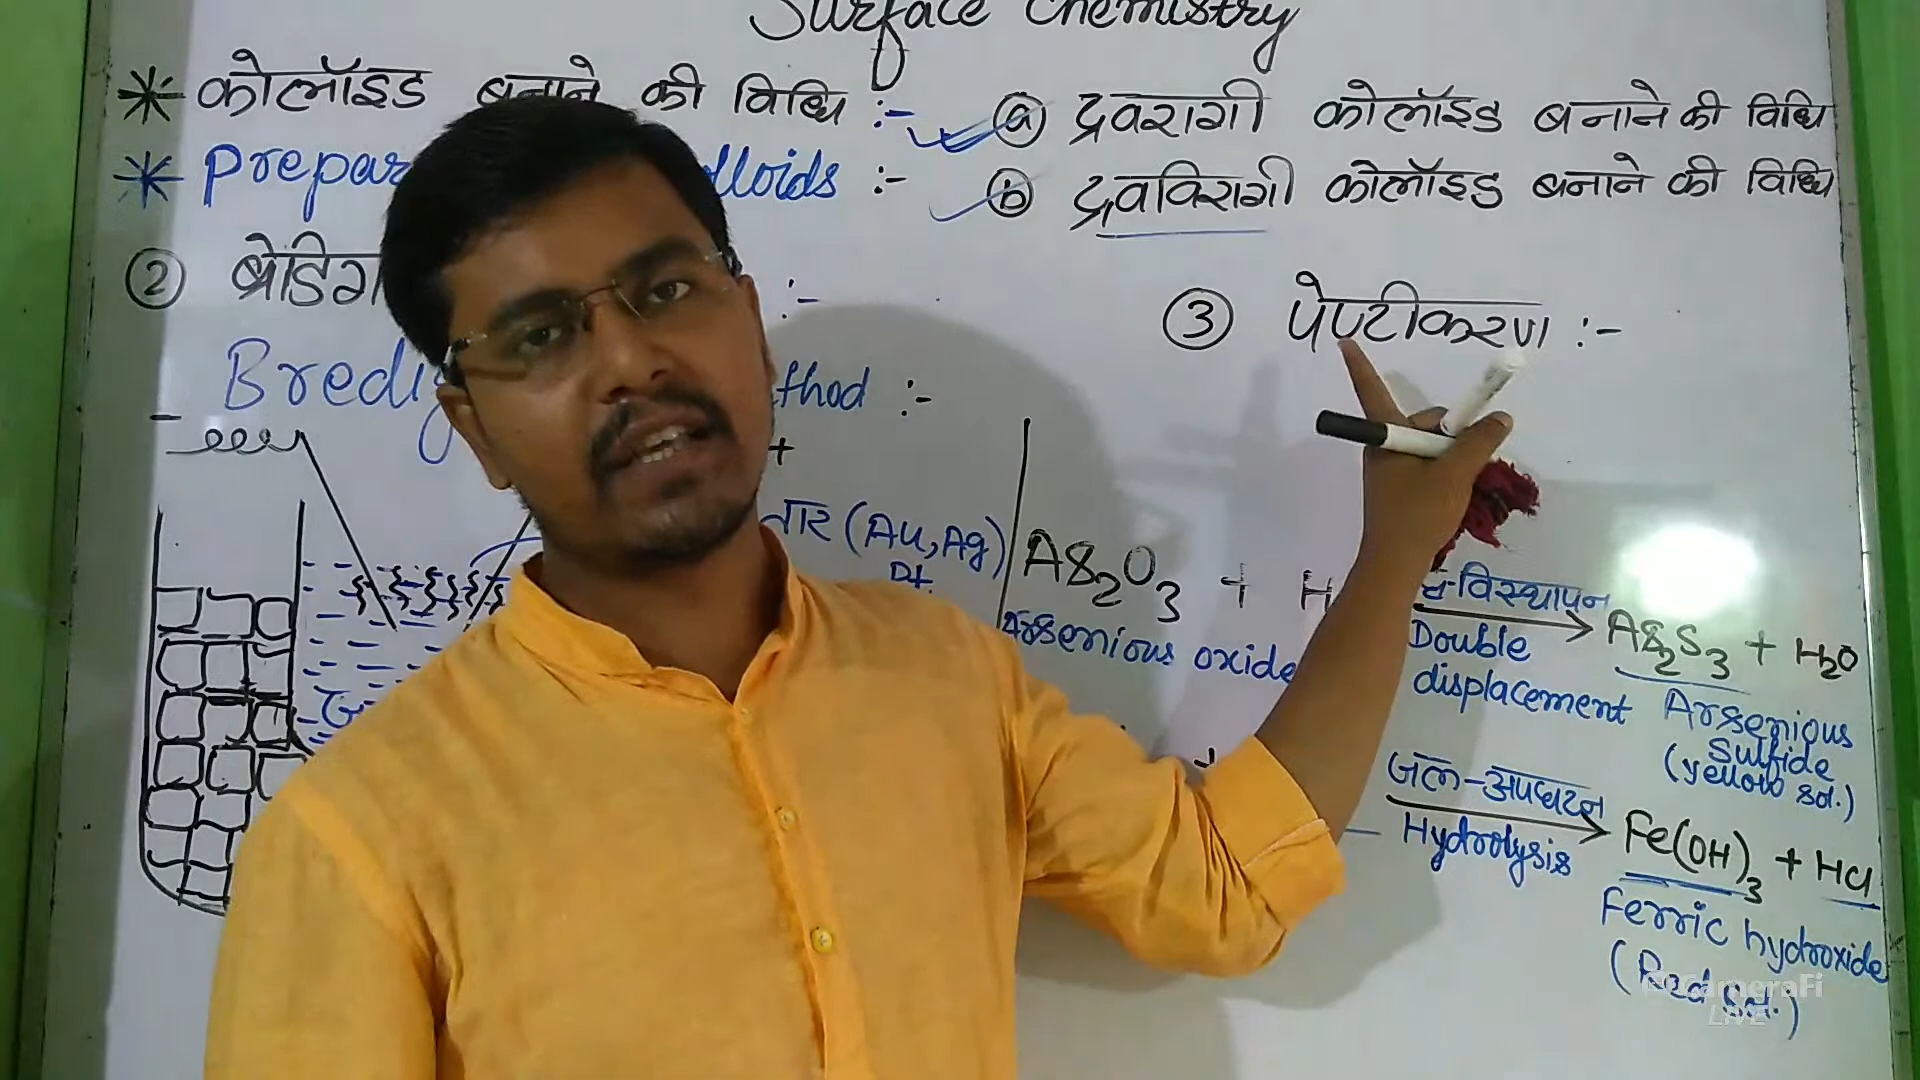 Surface Chemistry
* कोलॉइड बनाने की विधि :-
* Prepar lloids :-
ⓐ द्रवरागी कोलॉइड बनाने की विधि
ⓑ द्रवविरागी कोलॉइड बनाने की विधि
② ब्रेडिग :-
Bredig thod :-
- +
तार (Au, Ag)
Pt.
③ पेप्टीकरण :-
As2O3 + H द्वि-विस्थापन As2S3 + H2O
Arsenious oxide Double displacement Arsenious Sulfide
(yellow sol.)
+ जल-अपघटन Fe(OH)3 + HCl
Hydrolysis Ferric hydroxide
(Red sol.)
CameraFi
LIVE